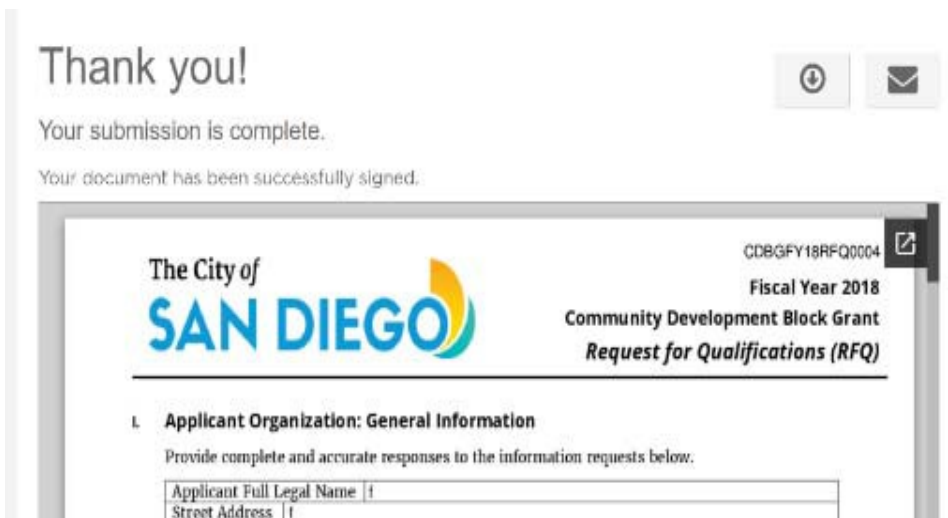 Thank you!
Your submission is complete.
Your document has been successfully signed.
CDBGFY18RFQ0004
The City of
SAN DIEGO
Fiscal Year 2018
Community Development Block Grant
Request for Qualifications (RFQ)
I. Applicant Organization: General Information
Provide complete and accurate responses to the information requests below.
Applicant Full Legal Name f
Street Address f